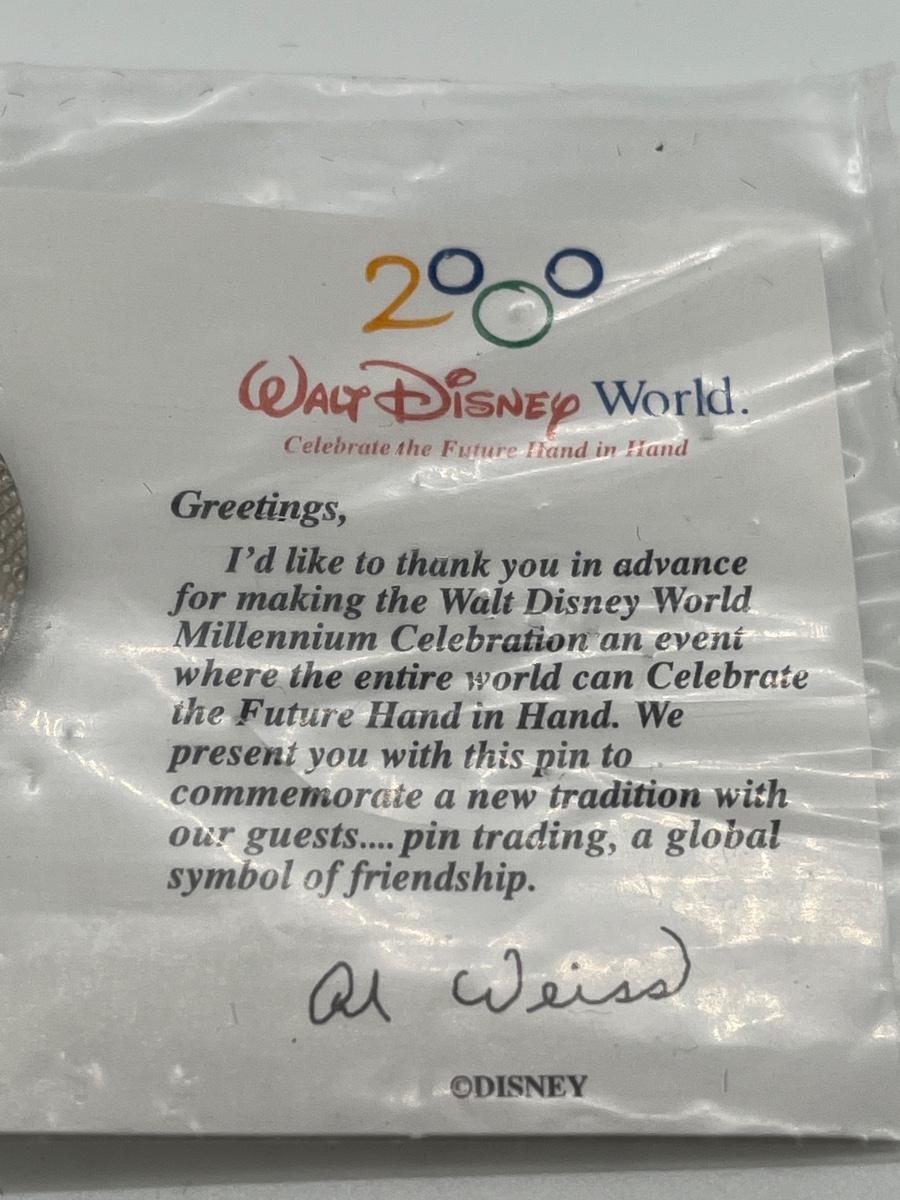 2000
WALT DISNEY World.
Celebrate the Future Hand in Hand
Greetings,
I'd like to thank you in advance
for making the Walt Disney World
Millennium Celebration an event
where the entire world can Celebrate
the Future Hand in Hand. We
present you with this pin to
commemorate a new tradition with
our guests.... pin trading, a global
symbol of friendship.
Al Weiss
©DISNEY